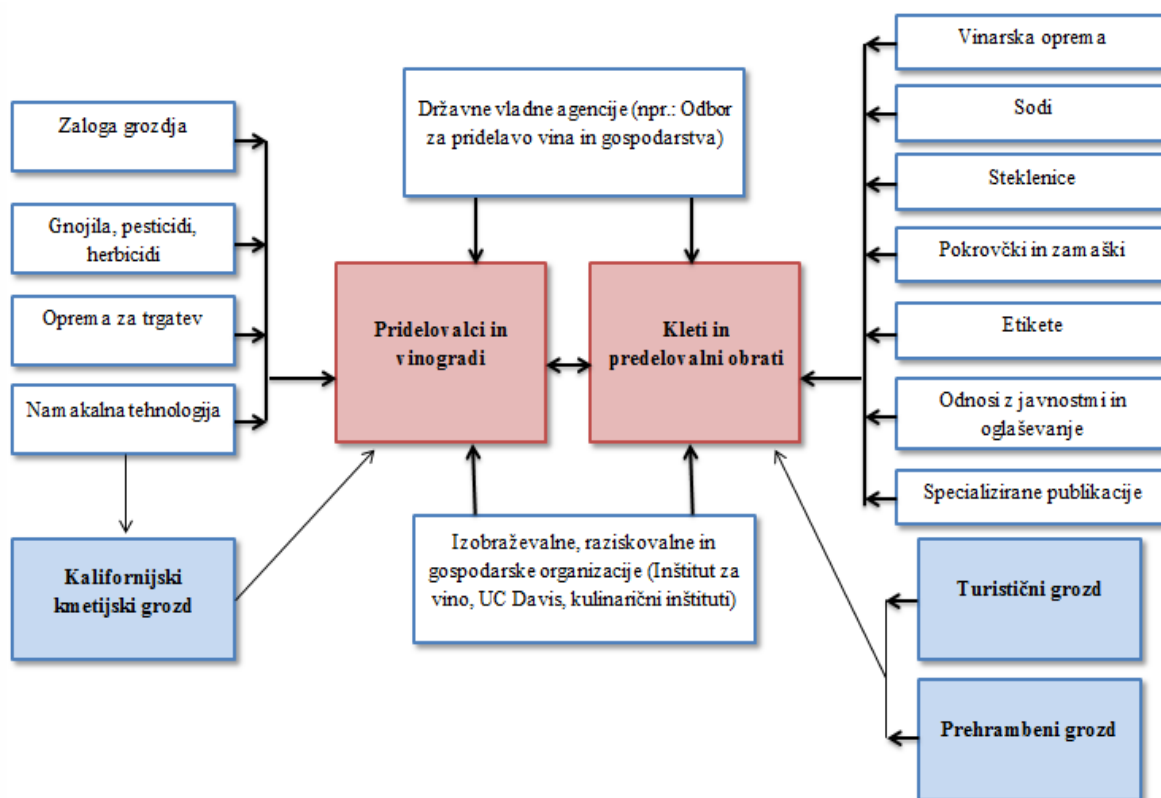 Zaloga grozdja
Gnojila, pesticidi,
herbicidi
Oprema za trgatev
Namakalna tehnologija
Kalifornijski
kmetijski grozd
Državne vladne agencije (npr.: Odbor
za pridelavo vina in gospodarstva)
Pridelovalci in
vinogradi
Kleti in
predelovalni obrati
Izobraževalne, raziskovalne in
gospodarske organizacije (Inštitut za
vino, UC Davis, kulinarični inštituti)
Vinarska oprema
Sodi
Steklenice
Pokrovčki in zamaški
Etikete
Odnosi z javnostmi in
oglaševanje
Specializirane publikacije
Turistični grozd
Prehrambeni grozd